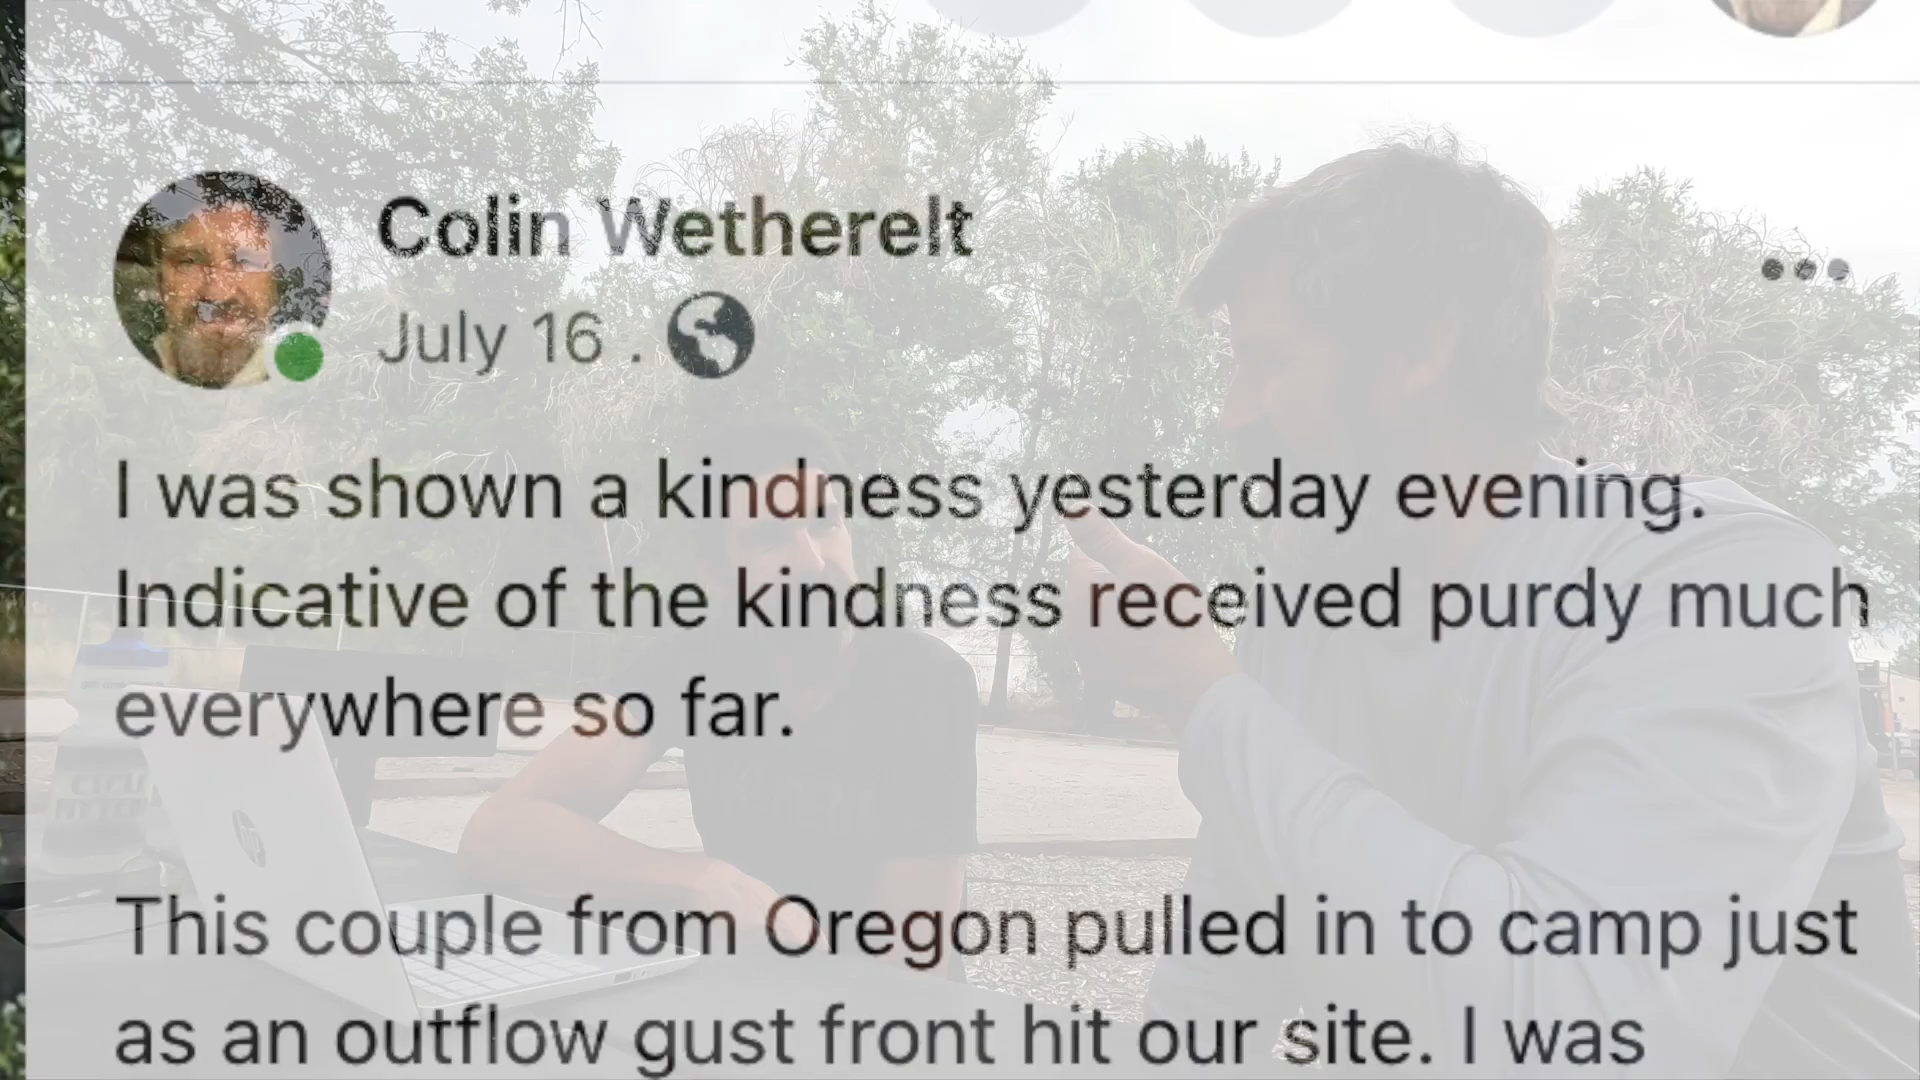 Colin Wetherelt
July 16 .
I was shown a kindness yesterday evening.
Indicative of the kindness received purdy much
everywhere so far.
This couple from Oregon pulled in to camp just
as an outflow gust front hit our site. I was
hp